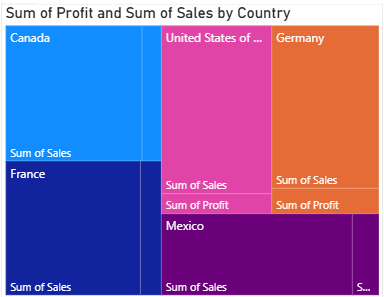 Sum of Profit and Sum of Sales by Country
Canada
Sum of Sales
United States of ...
Sum of Sales
Sum of Profit
Germany
Sum of Sales
Sum of Profit
France
Sum of Sales
Mexico
Sum of Sales
S...